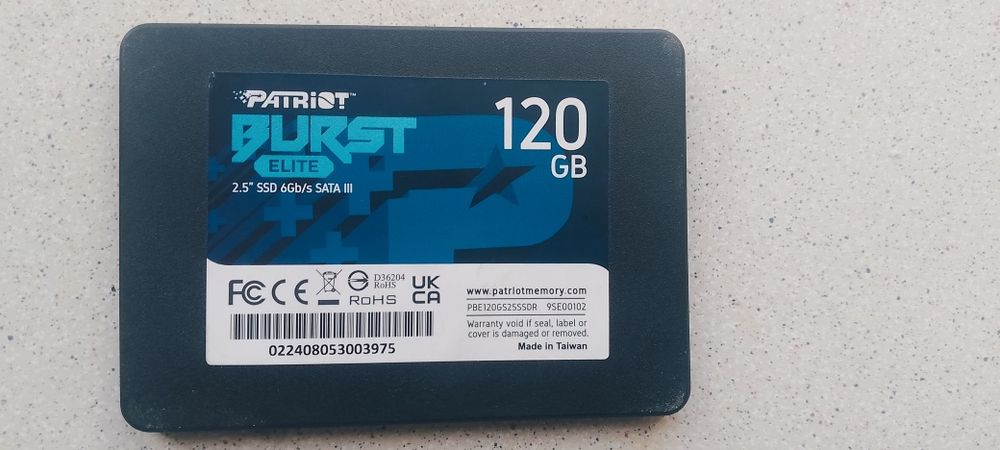 PATRIOT™
BURST
ELITE
2.5" SSD 6Gb/s SATA III
120
GB
FC CE D36204
RoHS
RoHS
UK
CA
022408053003975
www.patriotmemory.com
PBE120GS25SSDR 9SE00102
Warranty void if seal, label or
cover is damaged or removed.
Made in Taiwan